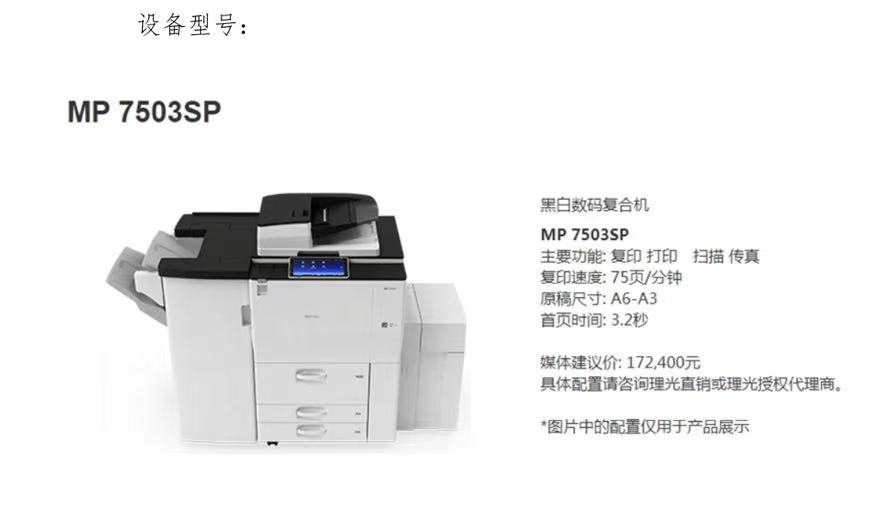 设备型号：
MP 7503SP
黑白数码复合机
MP 7503SP
主要功能: 复印 打印 扫描 传真
复印速度: 75页/分钟
原稿尺寸: A6-A3
首页时间: 3.2秒
媒体建议价: 172,400元
具体配置请咨询理光直销或理光授权代理商。
*图片中的配置仅用于产品展示